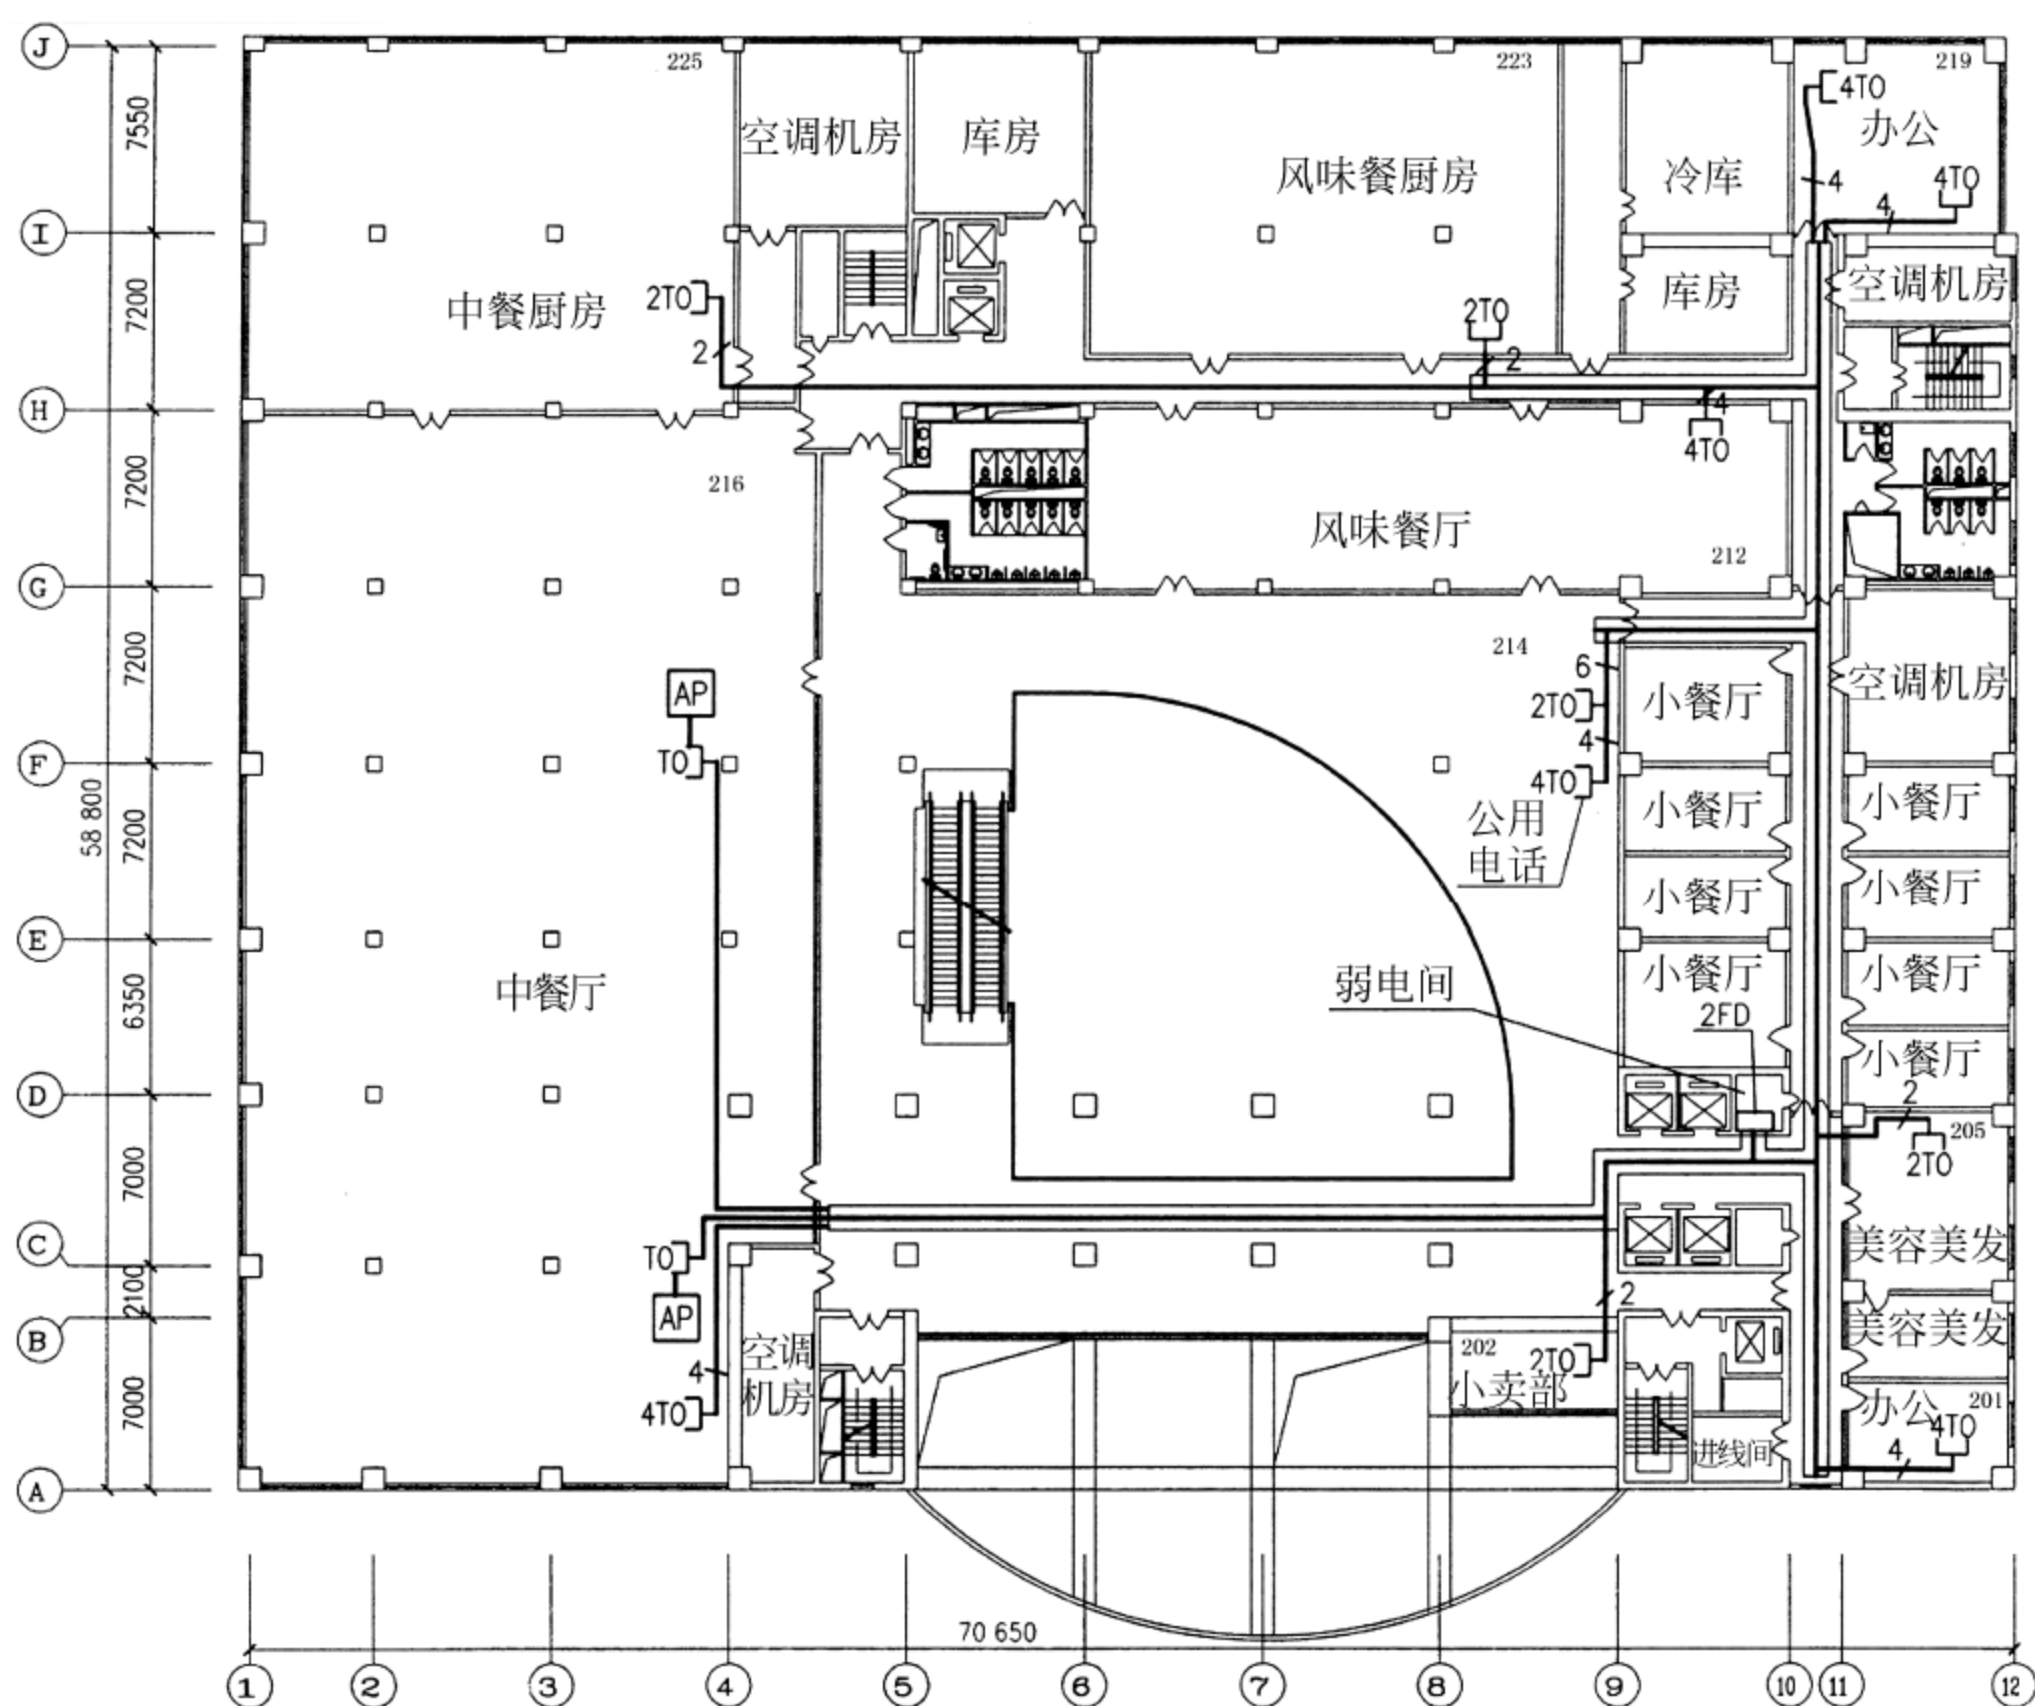 J
225
223
219
4TO
办公
7550
空调机房
库房
风味餐厨房
冷库
4
4TO
4
I
7200
中餐厨房
2TO
2TO
库房
空调机房
2
2
H
4
4TO
7200
216
风味餐厅
212
G
7200
214
AP
6
小餐厅
空调机房
2TO
TO
4
F
4TO
58 800
7200
公用
电话
小餐厅
小餐厅
小餐厅
小餐厅
E
6350
中餐厅
弱电间
小餐厅
小餐厅
2FD
小餐厅
D
2
205
2TO
7000
C
TO
美容美发
2100
AP
2
B
空调
机房
202
2TO
小卖部
美容美发
4
7000
4TO
办公
201
4TO
进线间
4
A
70 650
1
2
3
4
5
6
7
8
9
10
11
12